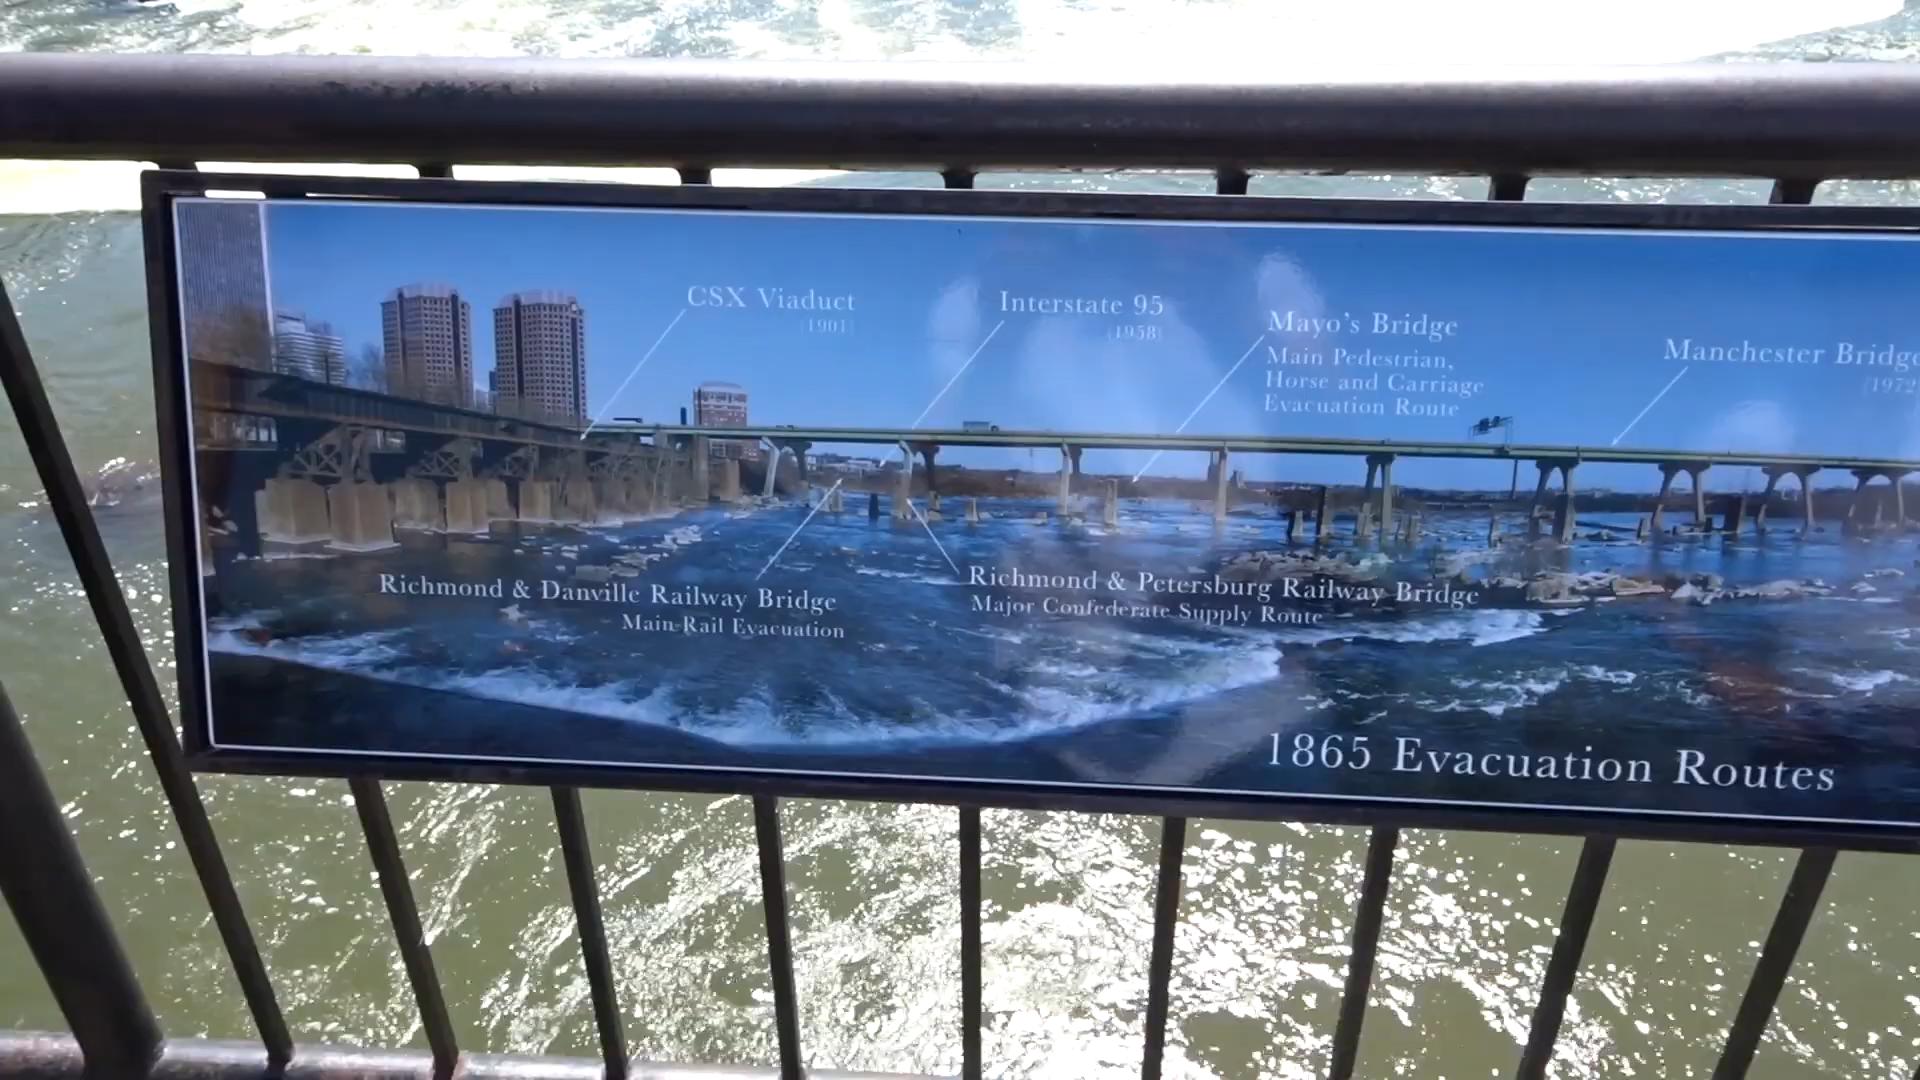 CSX Viaduct
(1901)
Interstate 95
(1958)
Mayo's Bridge
Main Pedestrian,
Horse and Carriage
Evacuation Route
Manchester Bridge
(1972
Richmond & Danville Railway Bridge
Main Rail Evacuation
Richmond & Petersburg Railway Bridge
Major Confederate Supply Route
1865 Evacuation Routes